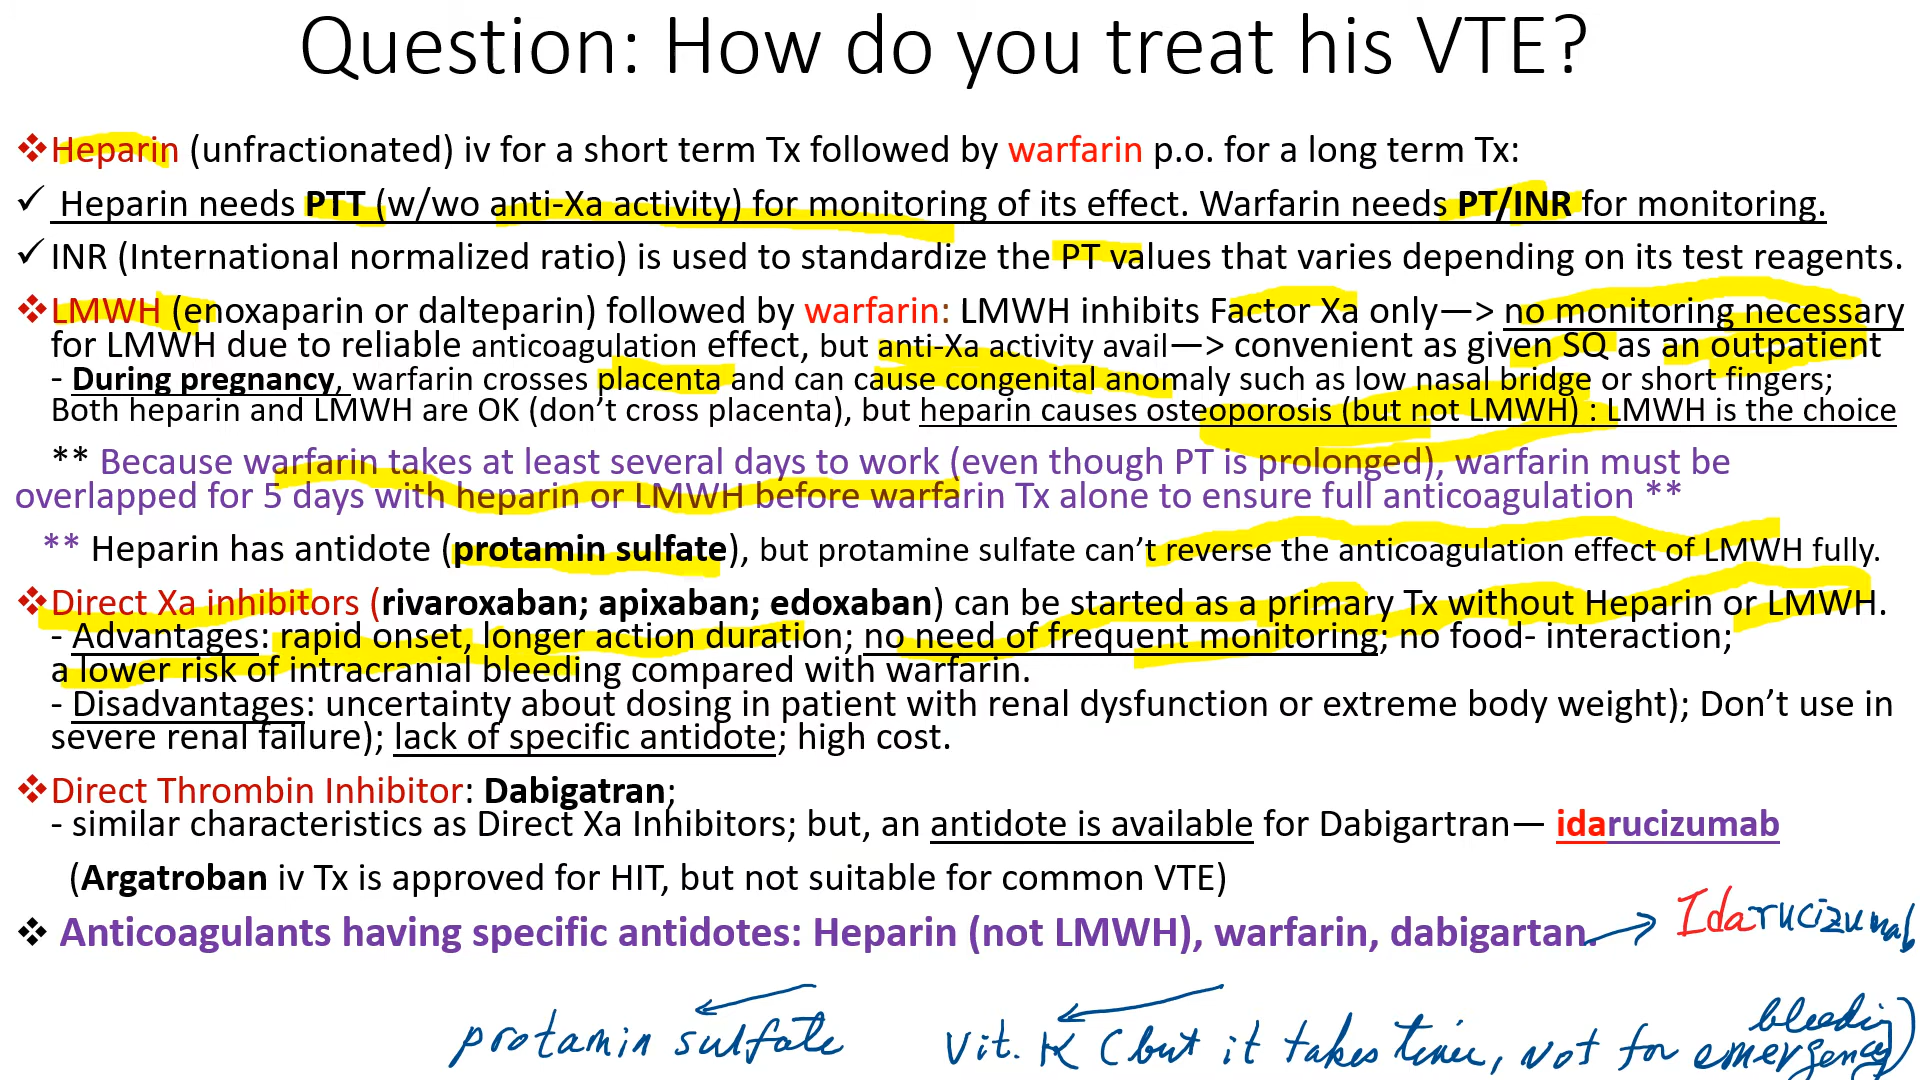 Question: How do you treat his VTE?
❖Heparin (unfractionated) iv for a short term Tx followed by warfarin p.o. for a long term Tx:
✓ Heparin needs PTT (w/wo anti-Xa activity) for monitoring of its effect. Warfarin needs PT/INR for monitoring.
✓ INR (International normalized ratio) is used to standardize the PT values that varies depending on its test reagents.
❖LMWH (enoxaparin or dalteparin) followed by warfarin: LMWH inhibits Factor Xa only—> no monitoring necessary
for LMWH due to reliable anticoagulation effect, but anti-Xa activity avail—> convenient as given SQ as an outpatient
- During pregnancy, warfarin crosses placenta and can cause congenital anomaly such as low nasal bridge or short fingers;
Both heparin and LMWH are OK (don't cross placenta), but heparin causes osteoporosis (but not LMWH) : LMWH is the choice
** Because warfarin takes at least several days to work (even though PT is prolonged), warfarin must be
overlapped for 5 days with heparin or LMWH before warfarin Tx alone to ensure full anticoagulation **
** Heparin has antidote (protamin sulfate), but protamine sulfate can't reverse the anticoagulation effect of LMWH fully.
❖Direct Xa inhibitors (rivaroxaban; apixaban; edoxaban) can be started as a primary Tx without Heparin or LMWH.
- Advantages: rapid onset, longer action duration; no need of frequent monitoring; no food- interaction;
a lower risk of intracranial bleeding compared with warfarin.
- Disadvantages: uncertainty about dosing in patient with renal dysfunction or extreme body weight); Don't use in
severe renal failure); lack of specific antidote; high cost.
❖Direct Thrombin Inhibitor: Dabigatran;
- similar characteristics as Direct Xa Inhibitors; but, an antidote is available for Dabigartran— idarucizumab
(Argatroban iv Tx is approved for HIT, but not suitable for common VTE)
❖ Anticoagulants having specific antidotes: Heparin (not LMWH), warfarin, dabigartan. → Idarucizumab
protamin sulfate Vit. K (but it takes time, not for emergency bleeding)